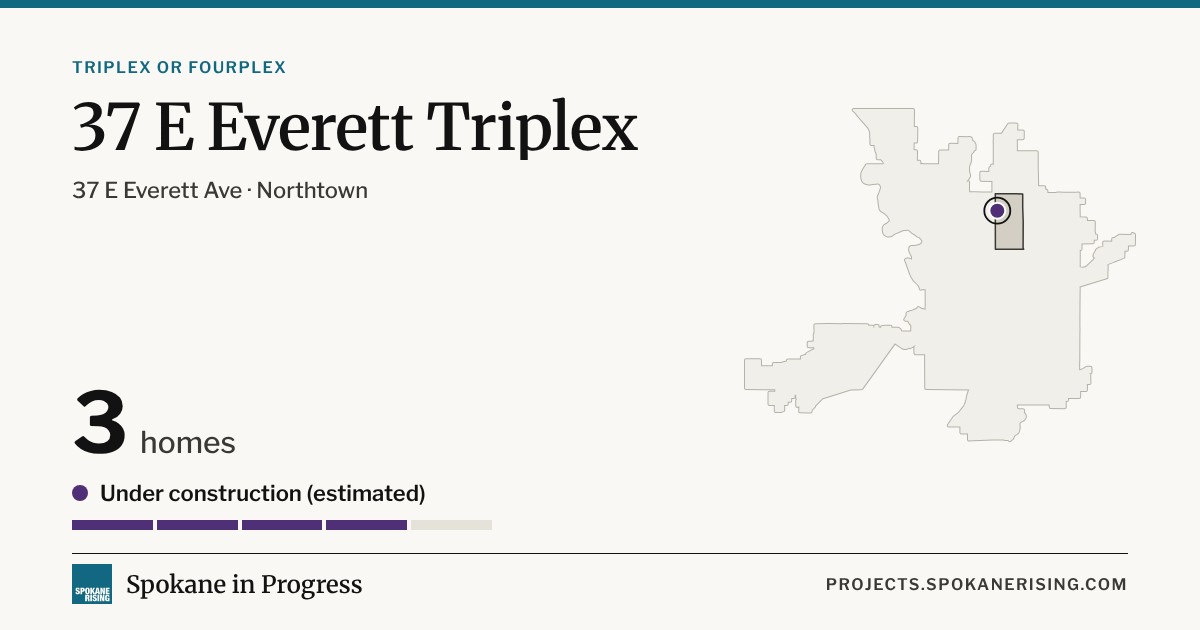 TRIPLEX OR FOURPLEX
37 E Everett Triplex
37 E Everett Ave · Northtown
3 homes
Under construction (estimated)
SPOKANE
RISING
Spokane in Progress
PROJECTS.SPOKANERISING.COM